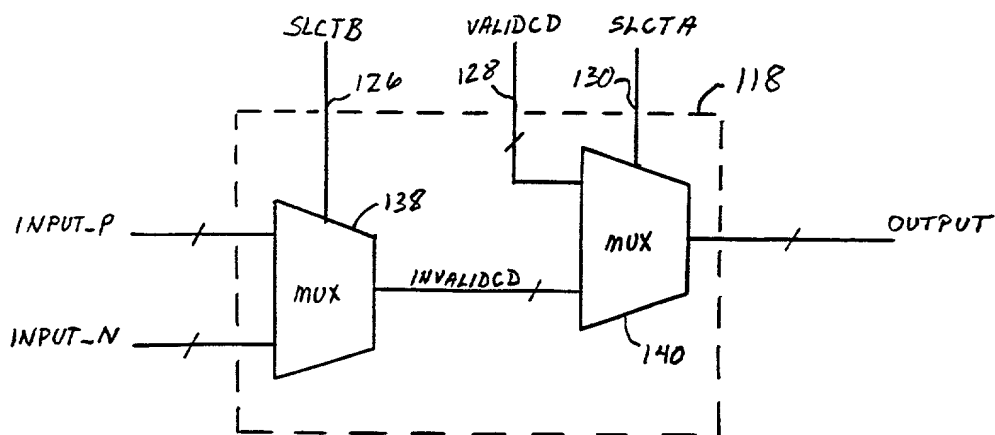 SLCTB
VALIDCD
SLCTA
126
128
130
118
INPUT_P
138
MUX
OUTPUT
INVALIDCD
MUX
INPUT_N
140